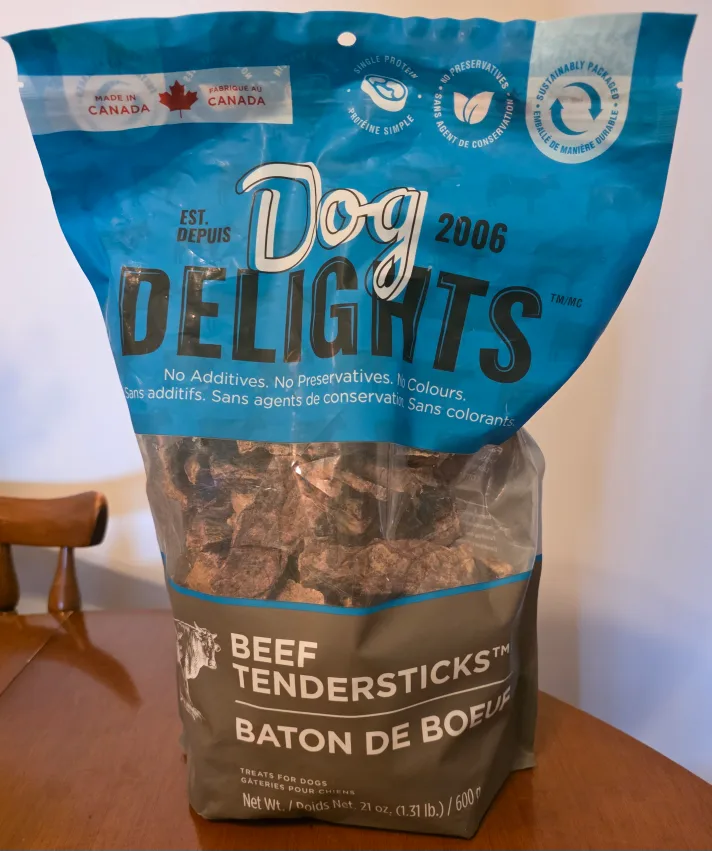 MADE IN
CANADA
FABRIQUÉ AU
CANADA
SINGLE PROTEIN
PROTÉINE SIMPLE
NO PRESERVATIVES
SANS AGENT DE CONSERVATION
SUSTAINABLY PACKAGED
EMBALLÉ DE MANIÈRE DURABLE
EST.
DEPUIS
Dog
2006
DELIGHTS
TM/MC
No Additives. No Preservatives. No Colours.
Sans additifs. Sans agents de conservation Sans colorants.
BEEF
TENDERSTICKS™
BATON DE BOEUF
TREATS FOR DOGS
GÂTERIES POUR CHIENS
Net Wt. / Poids Net. 21 oz, (1.31 lb.) / 600